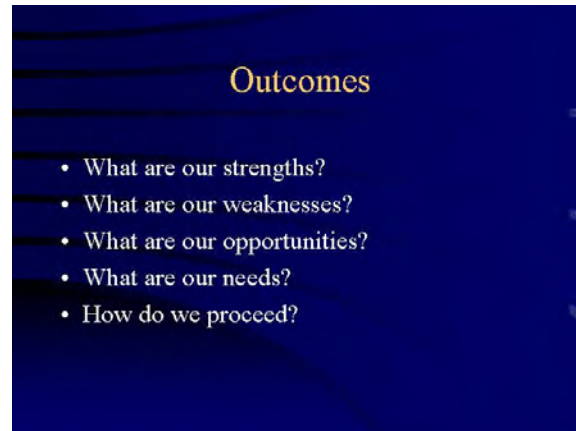 Outcomes
• What are our strengths?
• What are our weaknesses?
• What are our opportunities?
• What are our needs?
• How do we proceed?